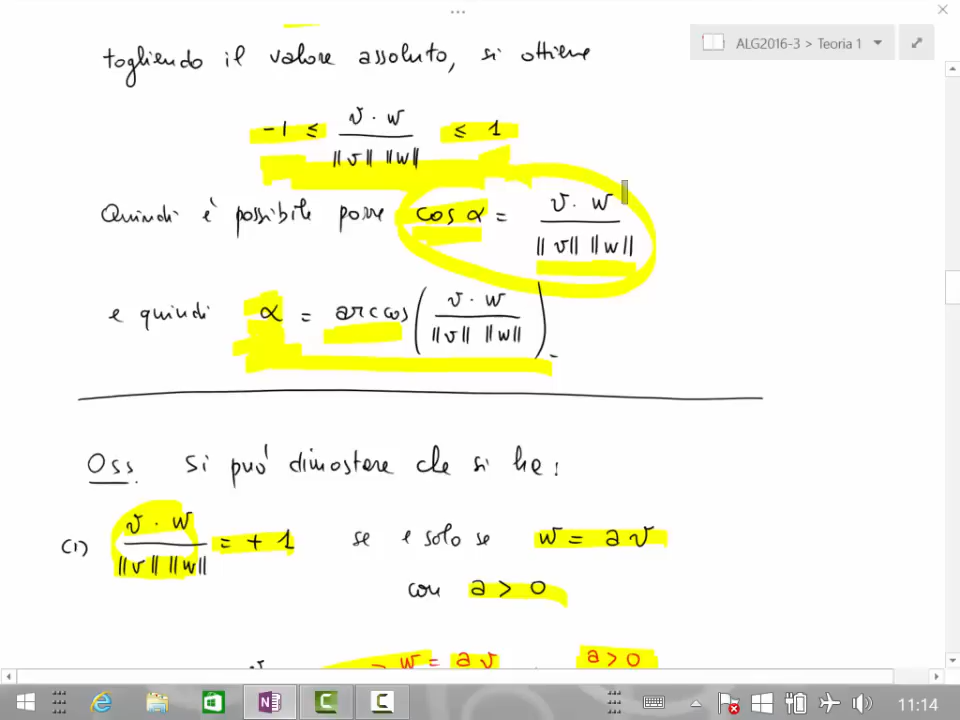 ALG2016-3 > Teoria 1
togliendo il valore assoluto, si ottiene
-1 ≤ v · w / ||v|| ||w|| ≤ 1
Quindi è possibile porre cos α = v · w / ||v|| ||w||
e quindi α = arccos ( v · w / ||v|| ||w|| ).
Oss. Si può dimostere che si ha:
(1) v · w / ||v|| ||w|| = + 1 se e solo se w = a v
con a > 0
w = a v a > 0
11:14